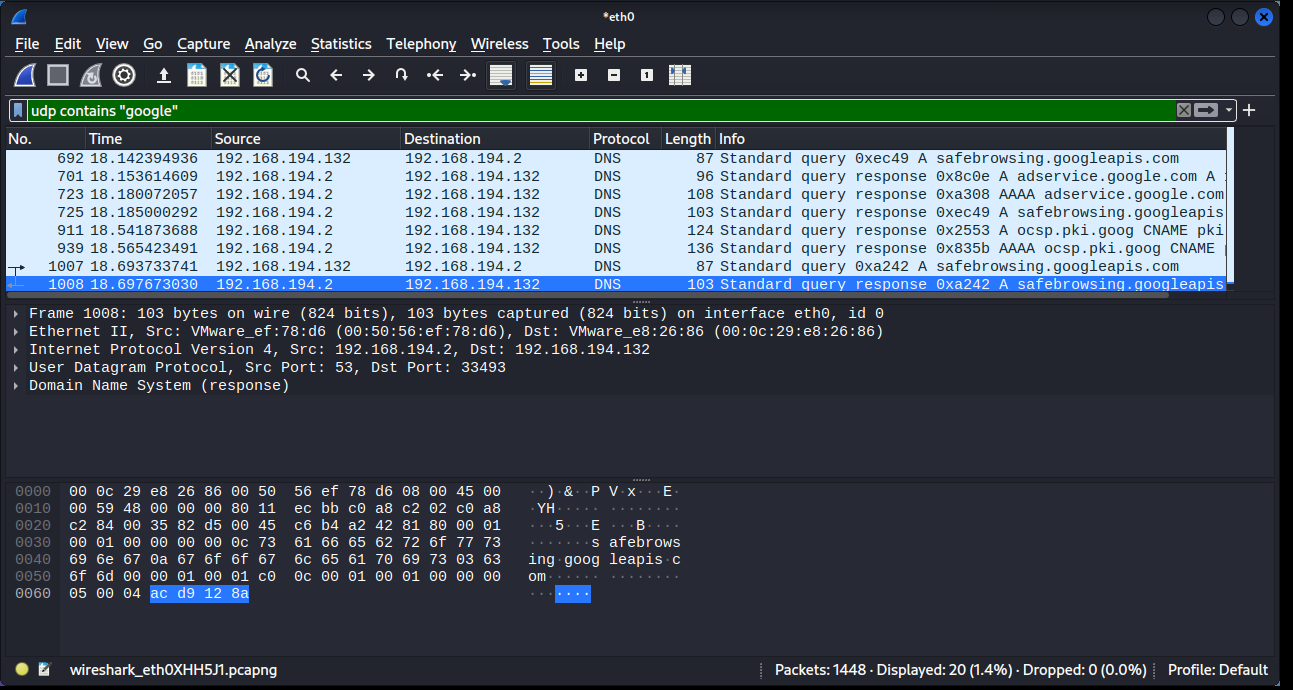 *eth0
File Edit View Go Capture Analyze Statistics Telephony Wireless Tools Help
udp contains "google"
No. Time Source Destination Protocol Length Info
692 18.142394936 192.168.194.132 192.168.194.2 DNS 87 Standard query 0xec49 A safebrowsing.googleapis.com
701 18.153614609 192.168.194.2 192.168.194.132 DNS 96 Standard query response 0x8c0e A adservice.google.com A
723 18.180072057 192.168.194.2 192.168.194.132 DNS 108 Standard query response 0xa308 AAAA adservice.google.com
725 18.185000292 192.168.194.2 192.168.194.132 DNS 103 Standard query response 0xec49 A safebrowsing.googleapis
911 18.541873688 192.168.194.2 192.168.194.132 DNS 124 Standard query response 0x2553 A ocsp.pki.goog CNAME pki
939 18.565423491 192.168.194.2 192.168.194.132 DNS 136 Standard query response 0x835b AAAA ocsp.pki.goog CNAME
1007 18.693733741 192.168.194.132 192.168.194.2 DNS 87 Standard query 0xa242 A safebrowsing.googleapis.com
1008 18.697673030 192.168.194.2 192.168.194.132 DNS 103 Standard query response 0xa242 A safebrowsing.googleapis
Frame 1008: 103 bytes on wire (824 bits), 103 bytes captured (824 bits) on interface eth0, id 0
Ethernet II, Src: VMware_ef:78:d6 (00:50:56:ef:78:d6), Dst: VMware_e8:26:86 (00:0c:29:e8:26:86)
Internet Protocol Version 4, Src: 192.168.194.2, Dst: 192.168.194.132
User Datagram Protocol, Src Port: 53, Dst Port: 33493
Domain Name System (response)
0000 00 0c 29 e8 26 86 00 50 56 ef 78 d6 08 00 45 00 ··)·&··P V·x···E·
0010 00 59 48 00 00 00 80 11 ec bb c0 a8 c2 02 c0 a8 ·YH····· ········
0020 c2 84 00 35 82 d5 00 45 c6 b4 a2 42 81 80 00 01 ···5···E ···B····
0030 00 01 00 00 00 00 0c 73 61 66 65 62 72 6f 77 73 ·······s afebrows
0040 69 6e 67 0a 67 6f 6f 67 6c 65 61 70 69 73 03 63 ing·goog leapis·c
0050 6f 6d 00 00 01 00 01 c0 0c 00 01 00 01 00 00 00 om······ ········
0060 05 00 04 ac d9 12 8a ·······
wireshark_eth0XHH5J1.pcapng
Packets: 1448 · Displayed: 20 (1.4%) · Dropped: 0 (0.0%)
Profile: Default